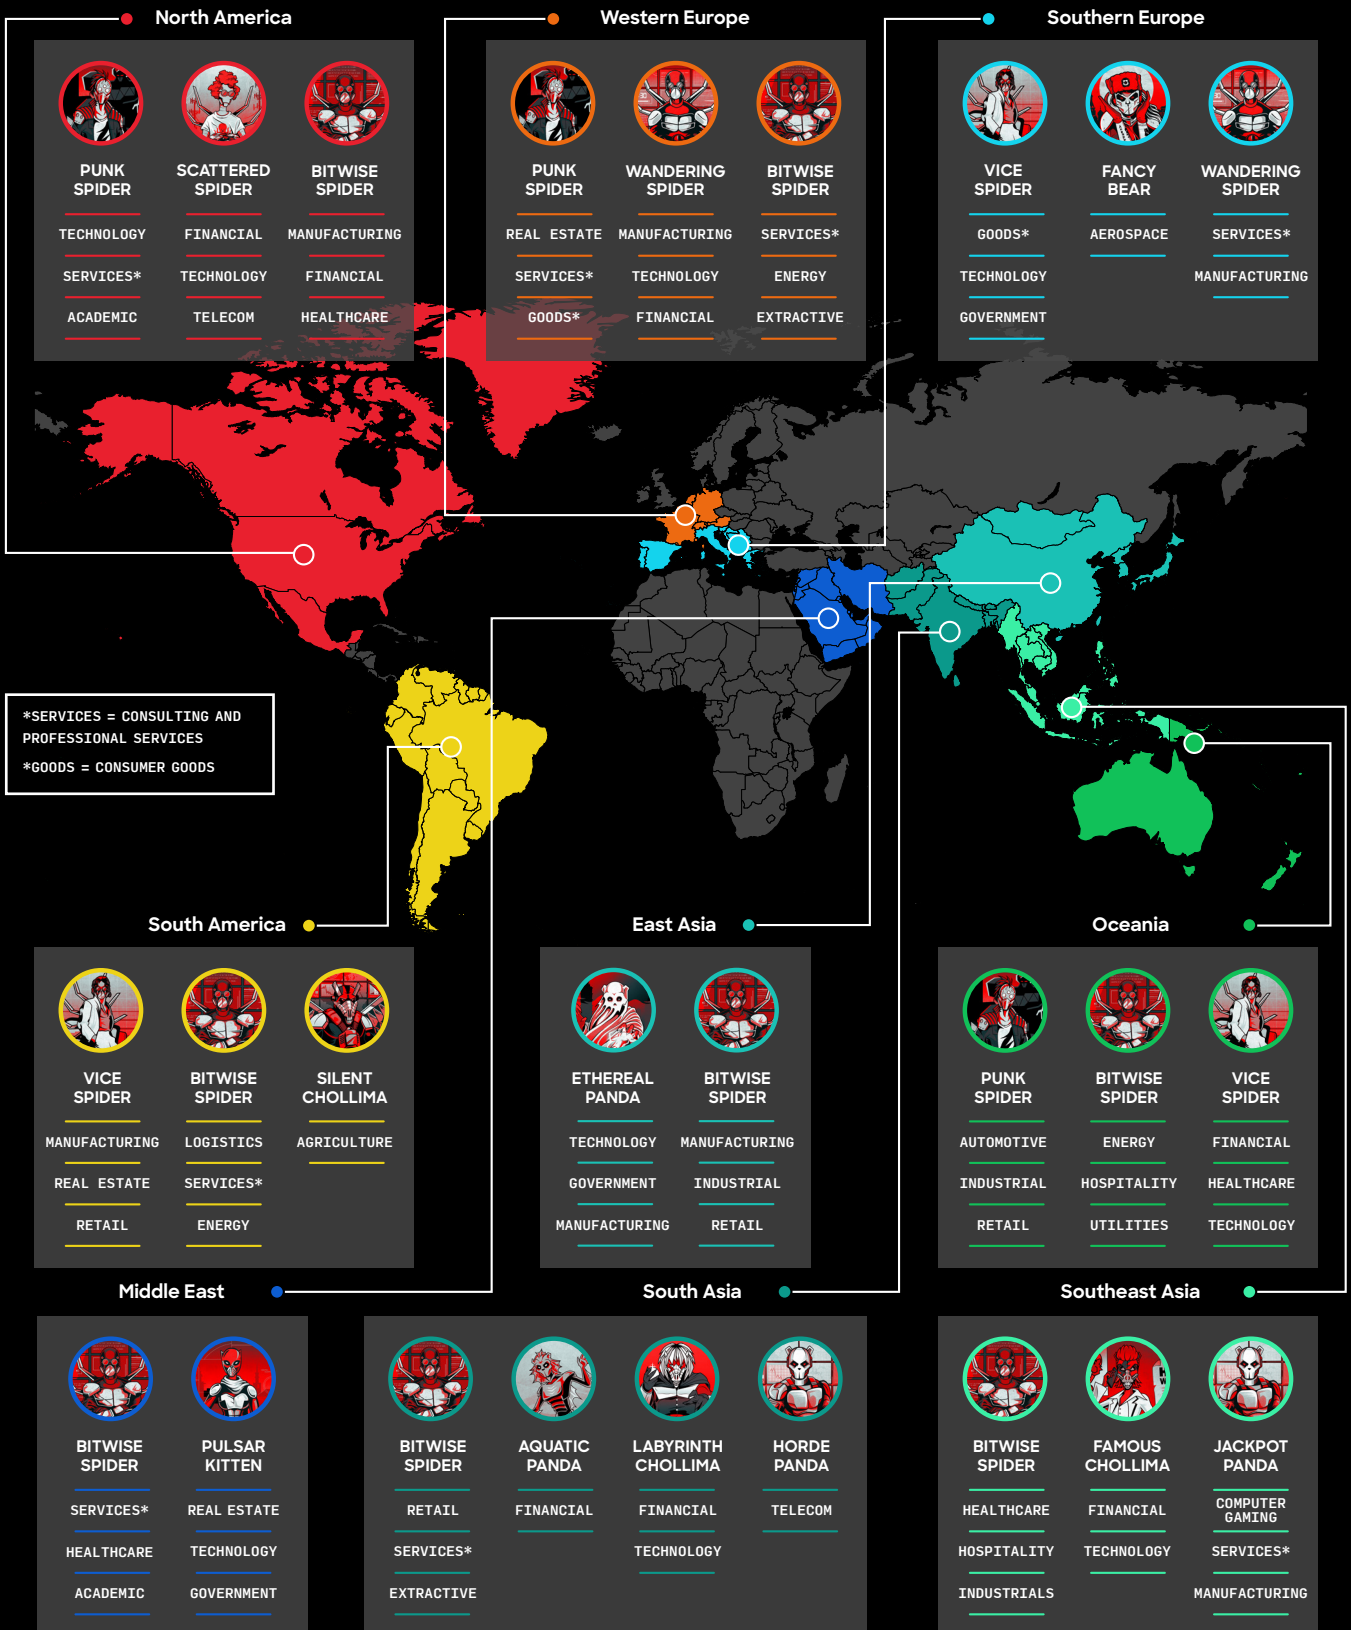 North America
Western Europe
Southern Europe
PUNK
SPIDER
TECHNOLOGY
SERVICES*
ACADEMIC
SCATTERED
SPIDER
FINANCIAL
TECHNOLOGY
TELECOM
BITWISE
SPIDER
MANUFACTURING
FINANCIAL
HEALTHCARE
PUNK
SPIDER
REAL ESTATE
SERVICES*
GOODS*
WANDERING
SPIDER
MANUFACTURING
TECHNOLOGY
FINANCIAL
BITWISE
SPIDER
SERVICES*
ENERGY
EXTRACTIVE
VICE
SPIDER
GOODS*
TECHNOLOGY
GOVERNMENT
FANCY
BEAR
AEROSPACE
WANDERING
SPIDER
SERVICES*
MANUFACTURING
*SERVICES = CONSULTING AND
PROFESSIONAL SERVICES
*GOODS = CONSUMER GOODS
South America
East Asia
Oceania
VICE
SPIDER
MANUFACTURING
REAL ESTATE
RETAIL
BITWISE
SPIDER
LOGISTICS
SERVICES*
ENERGY
SILENT
CHOLLIMA
AGRICULTURE
ETHEREAL
PANDA
TECHNOLOGY
GOVERNMENT
MANUFACTURING
BITWISE
SPIDER
MANUFACTURING
INDUSTRIAL
RETAIL
PUNK
SPIDER
AUTOMOTIVE
INDUSTRIAL
RETAIL
BITWISE
SPIDER
ENERGY
HOSPITALITY
UTILITIES
VICE
SPIDER
FINANCIAL
HEALTHCARE
TECHNOLOGY
Middle East
South Asia
Southeast Asia
BITWISE
SPIDER
SERVICES*
HEALTHCARE
ACADEMIC
PULSAR
KITTEN
REAL ESTATE
TECHNOLOGY
GOVERNMENT
BITWISE
SPIDER
RETAIL
SERVICES*
EXTRACTIVE
AQUATIC
PANDA
FINANCIAL
LABYRINTH
CHOLLIMA
FINANCIAL
TECHNOLOGY
HORDE
PANDA
TELECOM
BITWISE
SPIDER
HEALTHCARE
HOSPITALITY
INDUSTRIALS
FAMOUS
CHOLLIMA
FINANCIAL
TECHNOLOGY
JACKPOT
PANDA
COMPUTER
GAMING
SERVICES*
MANUFACTURING